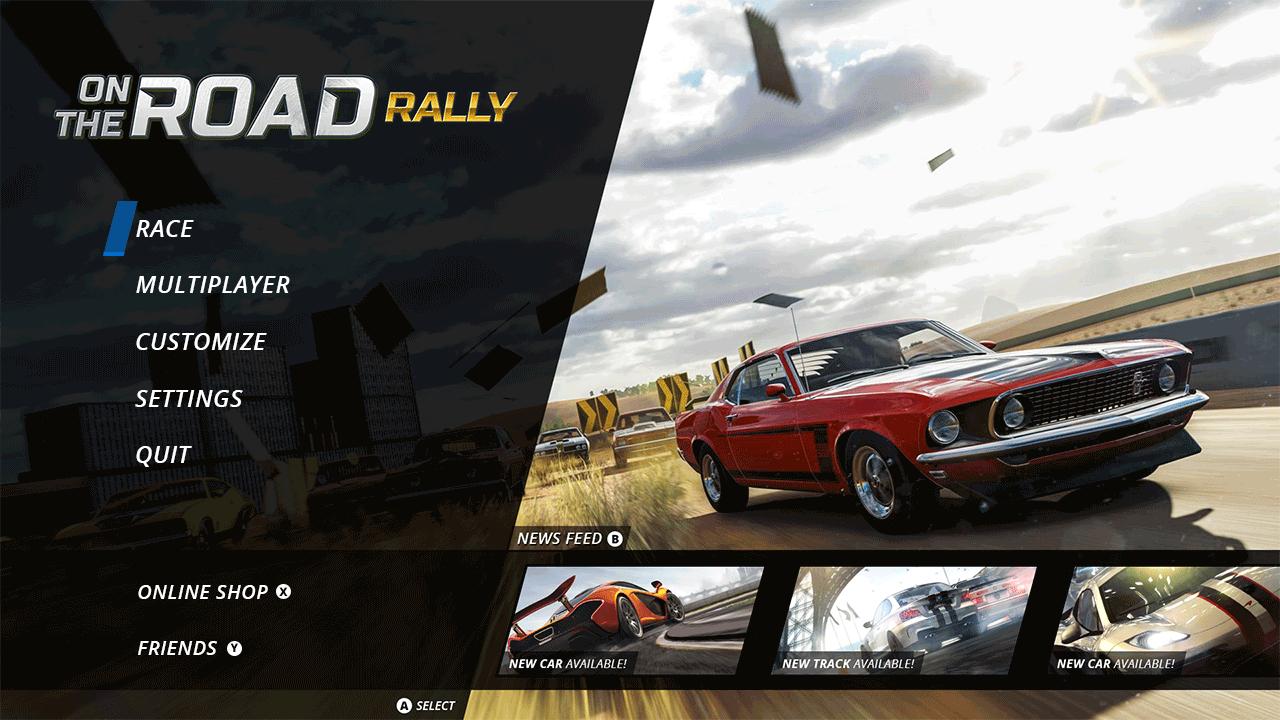 ON
THE ROAD RALLY
RACE
MULTIPLAYER
CUSTOMIZE
SETTINGS
QUIT
NEWS FEED B
ONLINE SHOP X
FRIENDS Y
NEW CAR AVAILABLE!
NEW TRACK AVAILABLE!
NEW CAR AVAILABLE!
A SELECT